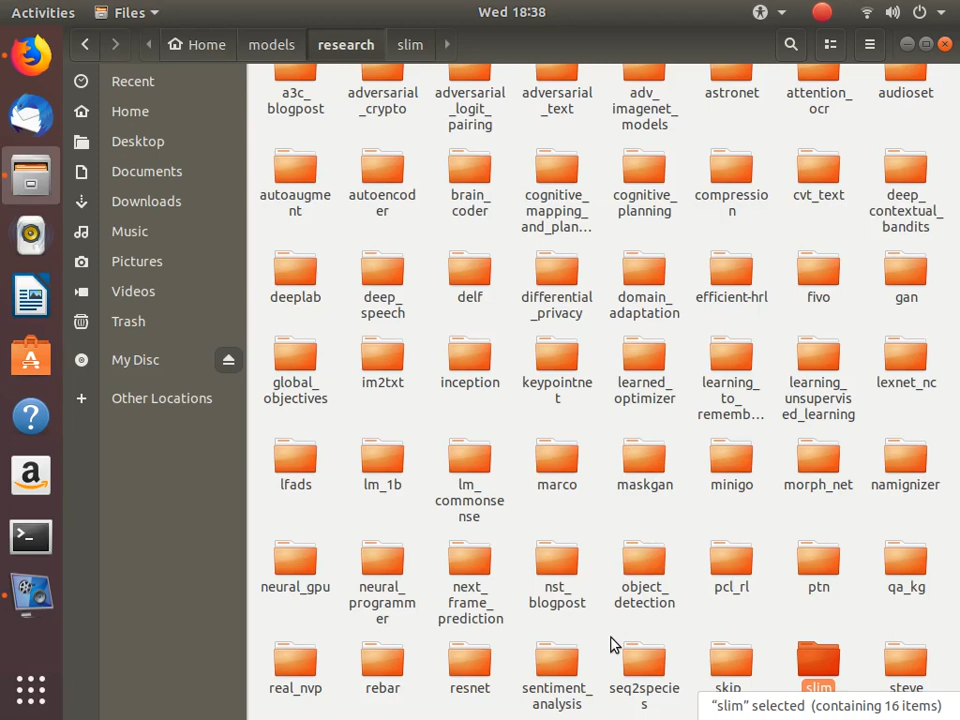 Activities Files Wed 18:38
Home models research slim
Recent
Home
Desktop
Documents
Downloads
Music
Pictures
Videos
Trash
My Disc
Other Locations
a3c_ adversarial adversarial adversarial adv_ astronet attention_ audioset
blogpost _crypto _logit_ _text imagenet_ ocr
pairing models
autoaugme autoencod brain_ cognitive_ cognitive_ compressio cvt_text deep_
nt er coder mapping_ planning n contextual_
and_plan... bandits
deeplab deep_ delf differential domain_ efficient-hrl fivo gan
speech _privacy adaptation
global_ im2txt inception keypointne learned_ learning_ learning_ lexnet_nc
objectives t optimizer to_ unsupervis
rememb... ed_learning
lfads lm_1b lm_ marco maskgan minigo morph_net namignizer
commonse
nse
neural_gpu neural_ next_ nst_ object_ pcl_rl ptn qa_kg
programm frame_ blogpost detection
er prediction
real_nvp rebar resnet sentiment_ seq2specie skip slim steve
analysis s
“slim” selected (containing 16 items)